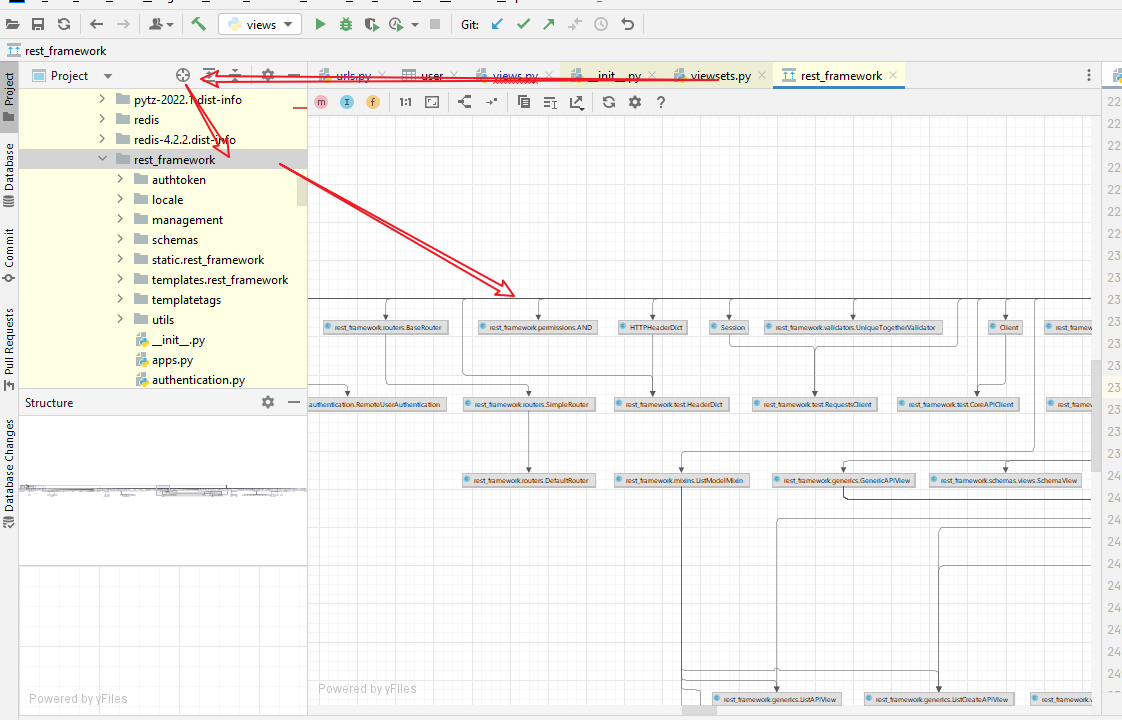 views
Git:
rest_framework
Project
urls.py
user
views.py
__init__.py
viewsets.py
rest_framework
Project
Database
Commit
Pull Requests
Database Changes
pytz-2022.1.dist-info
redis
redis-4.2.2.dist-info
rest_framework
authtoken
locale
management
schemas
static.rest_framework
templates.rest_framework
templatetags
utils
__init__.py
apps.py
authentication.py
Structure
Powered by yFiles
m
I
f
1:1
?
rest_framework.routers.BaseRouter
rest_framework.permissions.AND
HTTPHeaderDict
Session
rest_framework.validators.UniqueTogetherValidator
Client
rest_framew
authentication.RemoteUserAuthentication
rest_framework.routers.SimpleRouter
rest_framework.test.HeaderDict
rest_framework.test.RequestsClient
rest_framework.test.CoreAPIClient
rest_framew
rest_framework.routers.DefaultRouter
rest_framework.mixins.ListModelMixin
rest_framework.generics.GenericAPIView
rest_framework.schemas.views.SchemaView
Powered by yFiles
rest_framework.generics.ListAPIView
rest_framework.generics.ListCreateAPIView
22
22
22
22
22
22
22
23
23
23
23
23
23
23
23
23
23
24
24
24
24
24
24
24
24
24
24